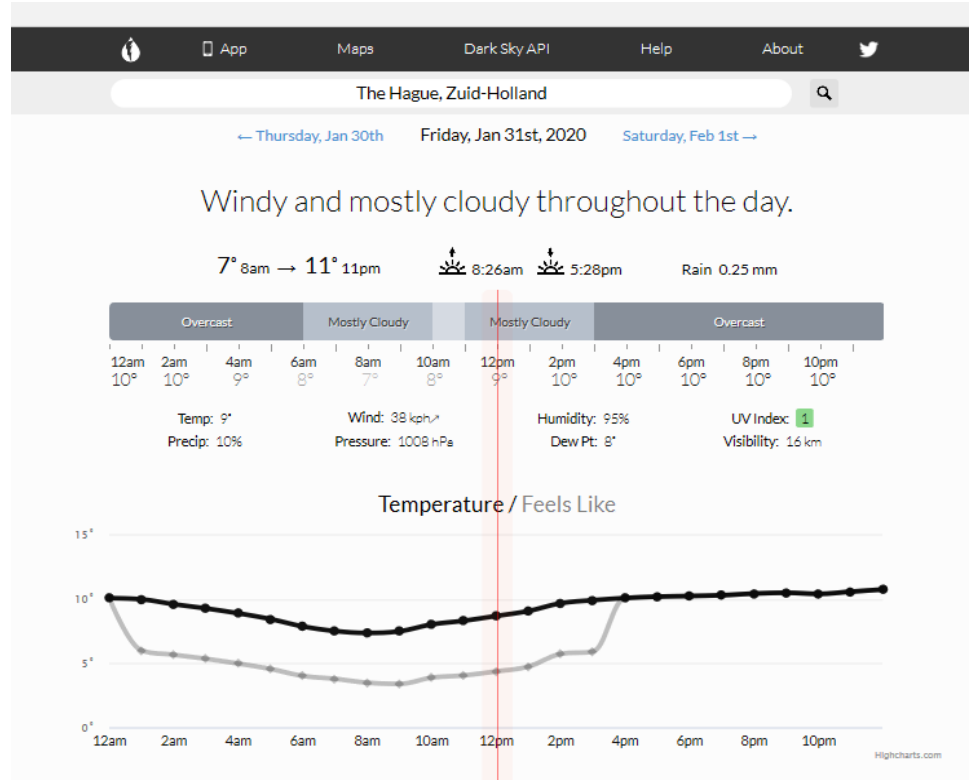 App Maps Dark Sky API Help About
The Hague, Zuid-Holland
← Thursday, Jan 30th Friday, Jan 31st, 2020 Saturday, Feb 1st →
Windy and mostly cloudy throughout the day.
7° 8am → 11° 11pm 8:26am 5:28pm Rain 0.25 mm
Overcast Mostly Cloudy Mostly Cloudy Overcast
12am 2am 4am 6am 8am 10am 12pm 2pm 4pm 6pm 8pm 10pm
10° 10° 9° 8° 7° 8° 9° 10° 10° 10° 10° 10°
Temp: 9° Wind: 38 kph↗ Humidity: 95% UV Index: 1
Precip: 10% Pressure: 1008 hPa Dew Pt: 8° Visibility: 16 km
Temperature / Feels Like
15°
10°
5°
0°
12am 2am 4am 6am 8am 10am 12pm 2pm 4pm 6pm 8pm 10pm
Highcharts.com